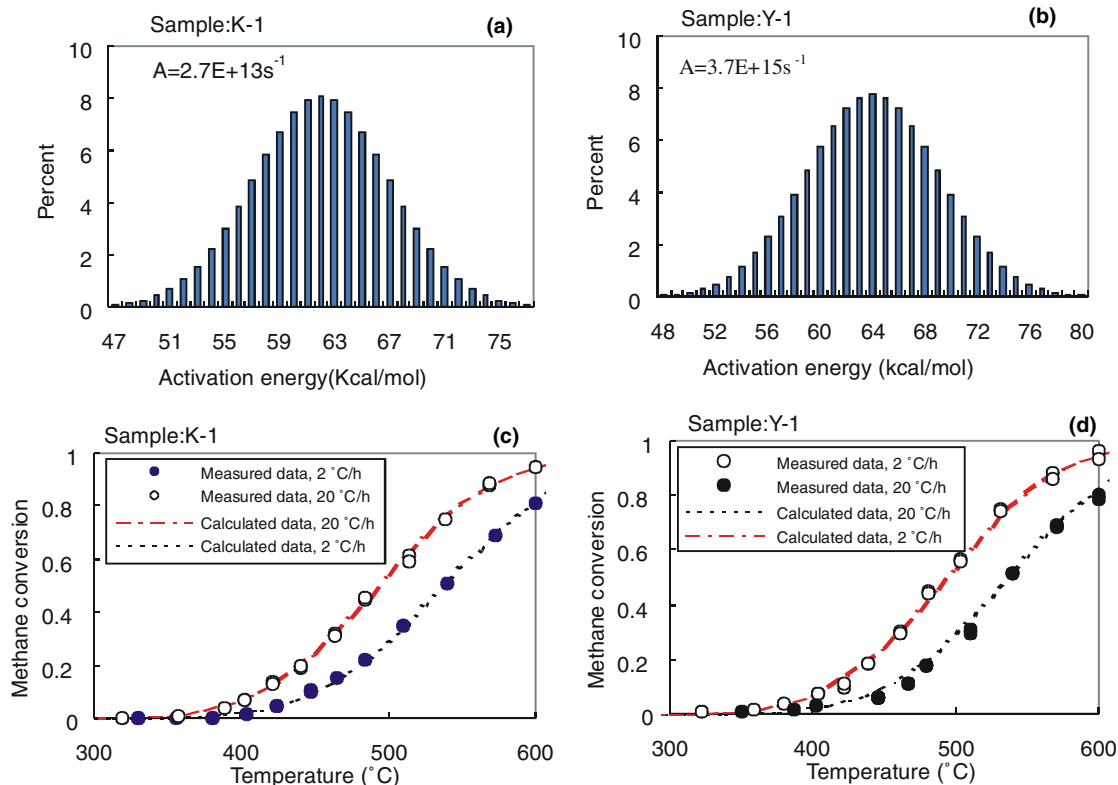 Sample:K-1
(a)
A=2.7E+13s-1
10
8
6
4
2
0
Percent
47 51 55 59 63 67 71 75
Activation energy(Kcal/mol)
Sample:Y-1
(b)
A=3.7E+15s-1
10
8
6
4
2
0
Percent
48 52 56 60 64 68 72 76 80
Activation energy (kcal/mol)
Sample:K-1
(c)
Measured data, 2 ˚C/h
Measured data, 20 ˚C/h
Calculated data, 20 ˚C/h
Calculated data, 2 ˚C/h
1
0.8
0.6
0.4
0.2
0
Methane conversion
300 400 500 600
Temperature (˚C)
Sample:Y-1
(d)
Measured data, 2 ˚C/h
Measured data, 20 ˚C/h
Calculated data, 20 ˚C/h
Calculated data, 2 ˚C/h
1
0.8
0.6
0.4
0.2
0
Methane conversion
300 400 500 600
Temperature (˚C)